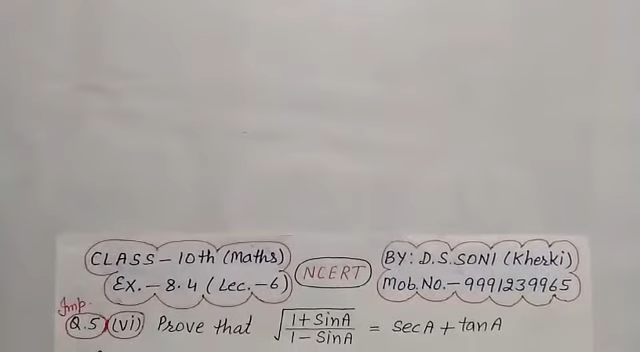 CLASS - 10th (Maths)
EX. - 8.4 (Lec. - 6)
NCERT
BY: D.S.SONI (Kherki)
Mob. No. - 9991239965
Imp.
Q.5 (vi) Prove that √((1 + SinA)/(1 - SinA)) = secA + tanA